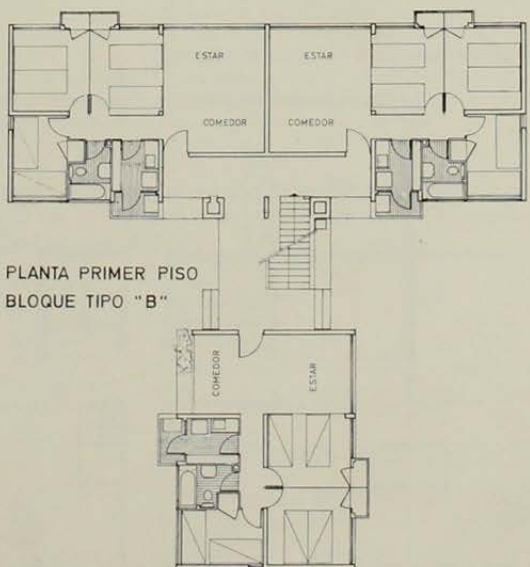 ESTAR
ESTAR
COMEDOR
COMEDOR
PLANTA PRIMER PISO
BLOQUE TIPO "B"
COMEDOR
ESTAR